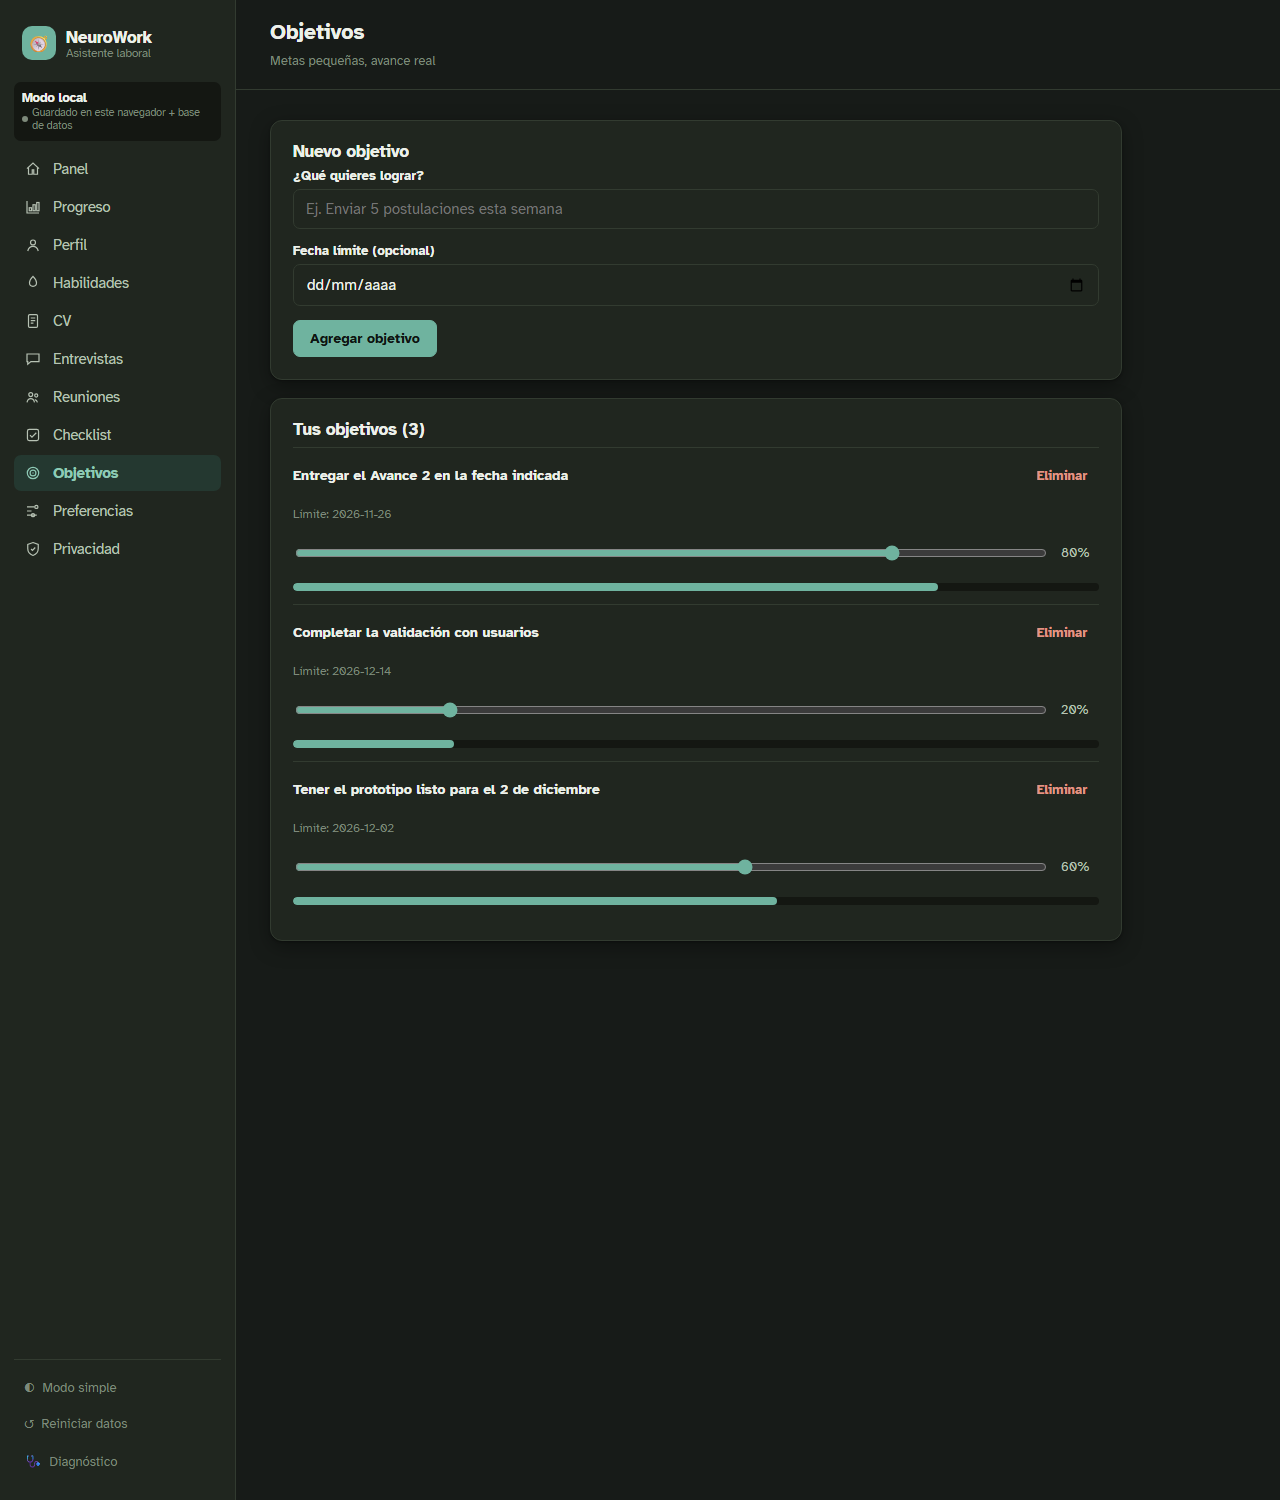 NeuroWork
Asistente laboral
Modo local
Guardado en este navegador + base
de datos
Panel
Progreso
Perfil
Habilidades
CV
Entrevistas
Reuniones
Checklist
Objetivos
Preferencias
Privacidad
Modo simple
Reiniciar datos
Diagnóstico
Objetivos
Metas pequeñas, avance real
Nuevo objetivo
¿Qué quieres lograr?
Ej. Enviar 5 postulaciones esta semana
Fecha límite (opcional)
dd/mm/aaaa
Agregar objetivo
Tus objetivos (3)
Entregar el Avance 2 en la fecha indicada
Eliminar
Límite: 2026-11-26
80%
Completar la validación con usuarios
Eliminar
Límite: 2026-12-14
20%
Tener el prototipo listo para el 2 de diciembre
Eliminar
Límite: 2026-12-02
60%